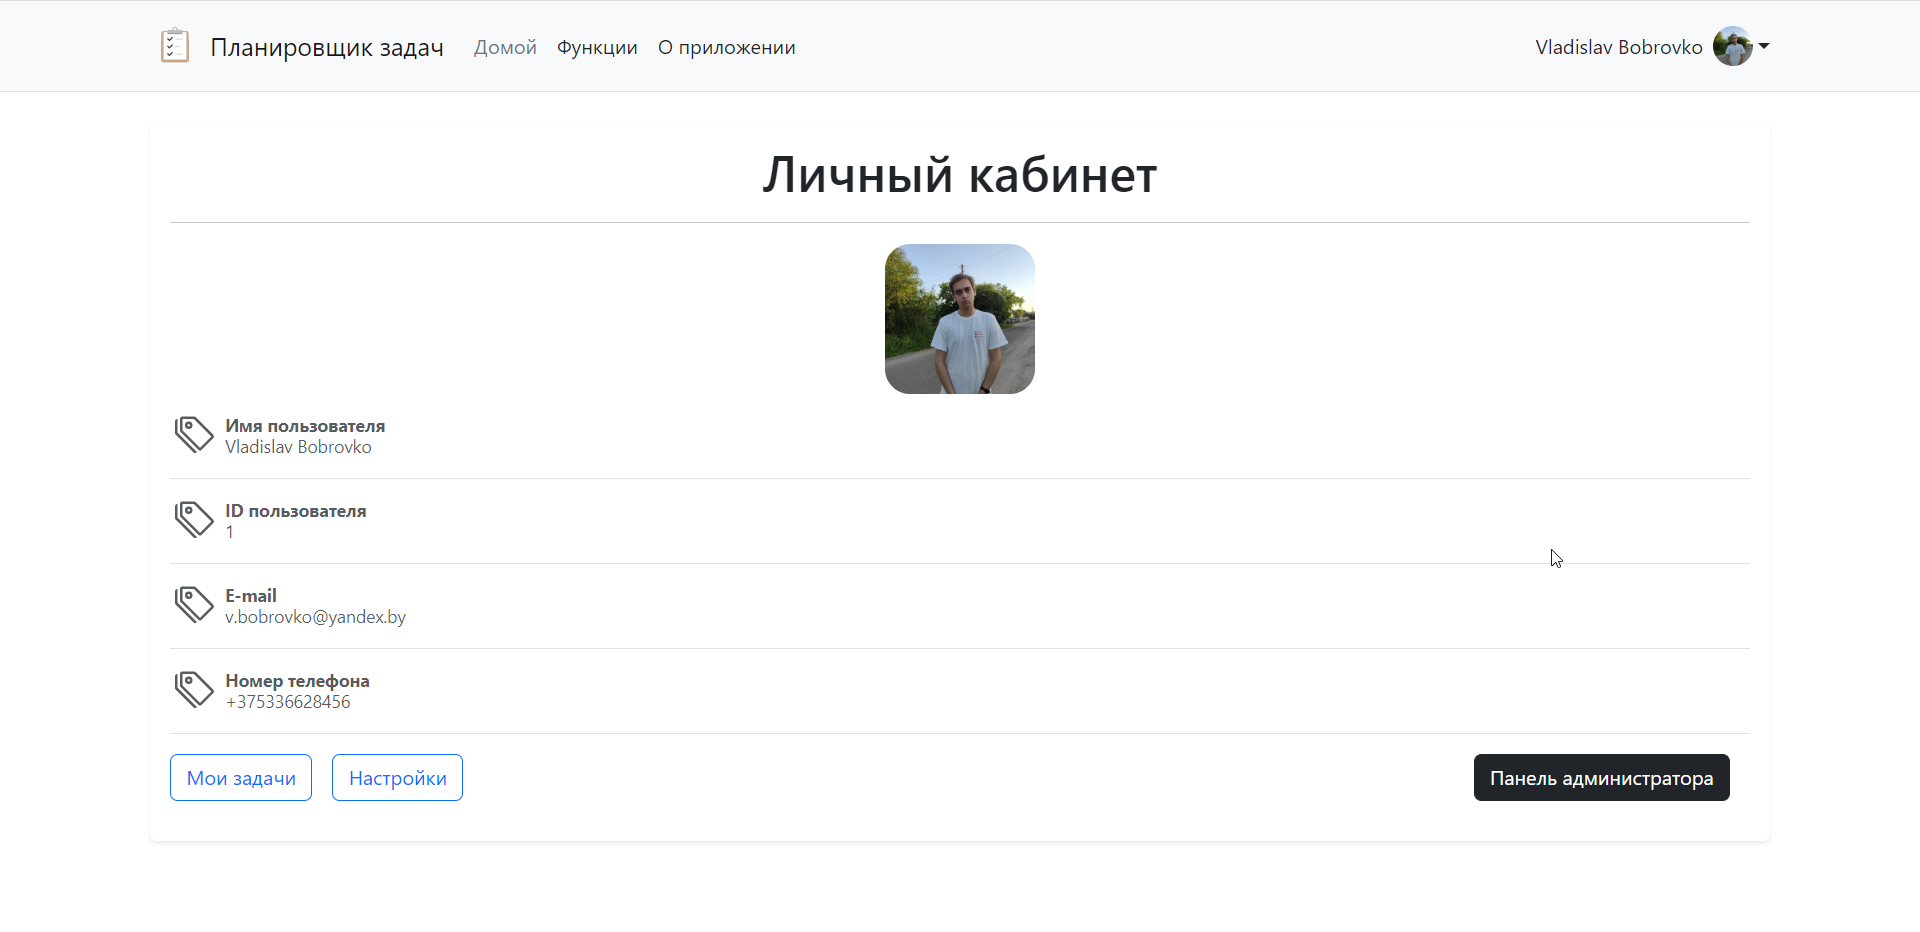 Планировщик задач Домой Функции О приложении Vladislav Bobrovko
Личный кабинет
Имя пользователя
Vladislav Bobrovko
ID пользователя
1
E-mail
v.bobrovko@yandex.by
Номер телефона
+375336628456
Мои задачи Настройки Панель администратора